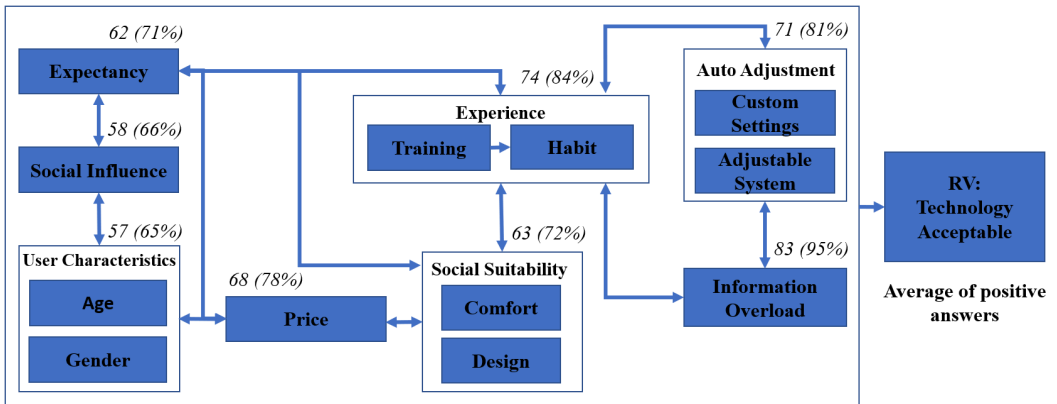 62 (71%)
Expectancy
58 (66%)
Social Influence
57 (65%)
User Characteristics
Age
Gender
68 (78%)
Price
74 (84%)
Experience
Training
Habit
63 (72%)
Social Suitability
Comfort
Design
71 (81%)
Auto Adjustment
Custom
Settings
Adjustable
System
83 (95%)
Information
Overload
RV:
Technology
Acceptable
Average of positive
answers